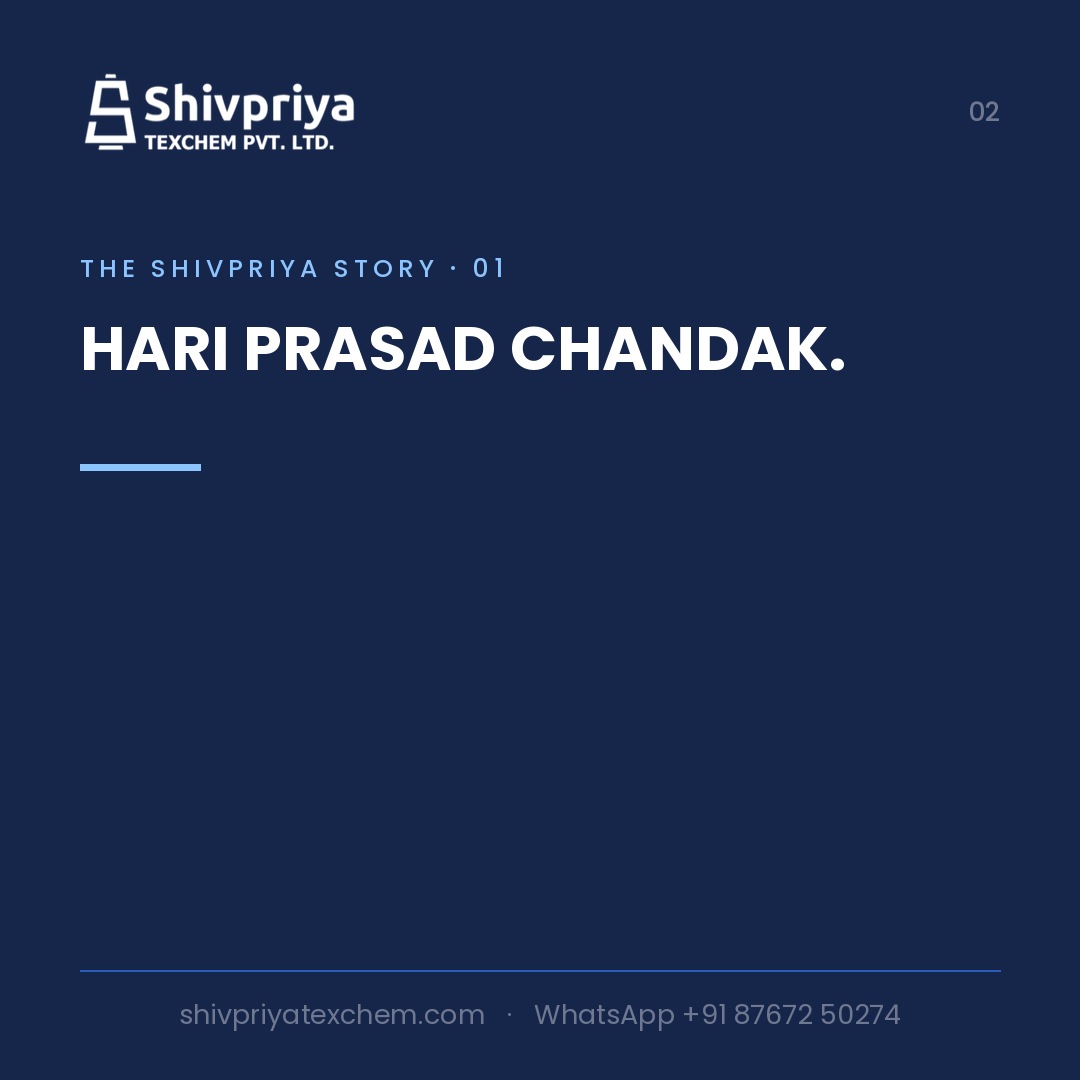 Shivpriya
TEXCHEM PVT. LTD.
02
THE SHIVPRIYA STORY · 01
HARI PRASAD CHANDAK.
shivpriyatexchem.com · WhatsApp +91 87672 50274